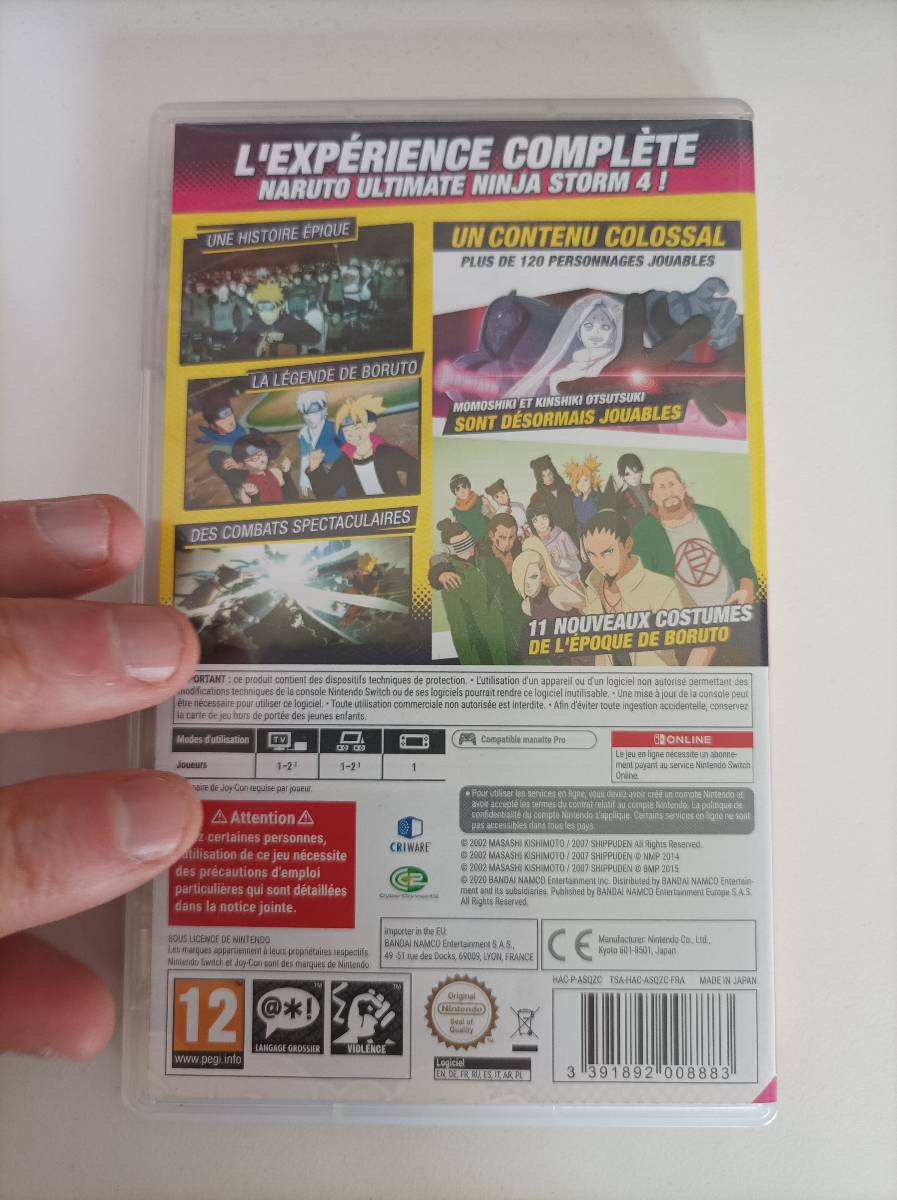 L'EXPÉRIENCE COMPLÈTE
NARUTO ULTIMATE NINJA STORM 4 !
UNE HISTOIRE ÉPIQUE
LA LÉGENDE DE BORUTO
DES COMBATS SPECTACULAIRES
UN CONTENU COLOSSAL
PLUS DE 120 PERSONNAGES JOUABLES
MOMOSHIKI ET KINSHIKI OTSUTSUKI
SONT DÉSORMAIS JOUABLES
11 NOUVEAUX COSTUMES
DE L'ÉPOQUE DE BORUTO
PORTANT : ce produit contient des dispositifs techniques de protection. • L'utilisation d'un appareil ou d'un logiciel non autorisé permettant des
modifications techniques de la console Nintendo Switch ou de ses logiciels pourrait rendre ce logiciel inutilisable. • Une mise à jour de la console peut
être nécessaire pour utiliser ce logiciel. • Toute utilisation commerciale non autorisée est interdite. • Afin d'éviter toute ingestion accidentelle, conservez
la carte de jeu hors de portée des jeunes enfants.
Modes d'utilisation
TV
Joueurs
1-2¹
1-2¹
1
Compatible manette Pro
ONLINE
Le jeu en ligne nécessite un abonne-
ment payant au service Nintendo Switch
Online.
aire de Joy-Con requise par joueur.
• Pour utiliser les services en ligne, vous devez avoir créé un compte Nintendo et
avoir accepté les termes du contrat relatif au compte Nintendo. La politique de
confidentialité du compte Nintendo s'applique. Certains services en ligne ne sont
pas accessibles dans tous les pays.
Attention
z certaines personnes,
utilisation de ce jeu nécessite
des précautions d'emploi
particulières qui sont détaillées
dans la notice jointe.
CRIWARE
CyberConnect2
© 2002 MASASHI KISHIMOTO / 2007 SHIPPUDEN All Rights Reserved.
© 2002 MASASHI KISHIMOTO / 2007 SHIPPUDEN © NMP 2014
© 2002 MASASHI KISHIMOTO / 2007 SHIPPUDEN © BMP 2015
© 2020 BANDAI NAMCO Entertainment Inc. Distributed by BANDAI NAMCO Entertain-
ment and its subsidiaries. Published by BANDAI NAMCO Entertainment Europe S.A.S.
All Rights Reserved.
SOUS LICENCE DE NINTENDO
Les marques appartiennent à leurs propriétaires respectifs.
Nintendo Switch et Joy-Con sont des marques de Nintendo.
Importer in the EU:
BANDAI NAMCO Entertainment S.A.S.,
49 -51 rue des Docks, 69009, LYON, FRANCE
CE
Manufacturer: Nintendo Co., Ltd.,
Kyoto 601-8501, Japan
HAC-P-ASQZC TSA-HAC-ASQZC-FRA MADE IN JAPAN
12
www.pegi.info
@*!
LANGAGE GROSSIER
VIOLENCE
Original
Nintendo
Seal of
Quality
Logiciel
EN, DE, FR, RU, ES, IT, AR, PL
3 391892 008883